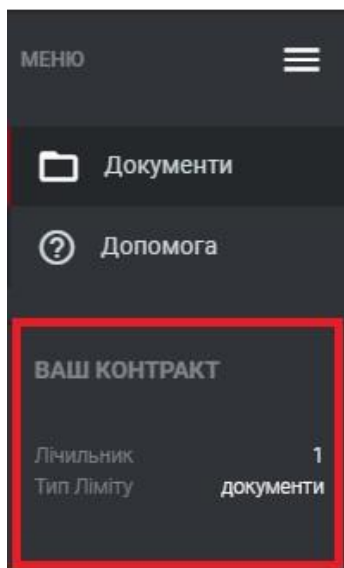 МЕНЮ
Документи
Допомога
ВАШ КОНТРАКТ
Лічильник 1
Тип Ліміту документи